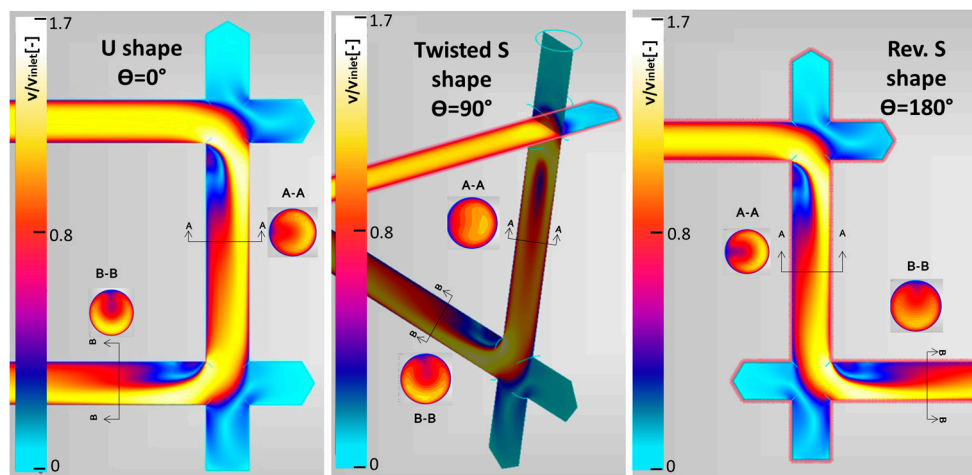 1.7
v/vinlet[-]
0.8
0
U shape
Ɵ=0°
A-A
A
A
B-B
B
B
1.7
v/vinlet[-]
0.8
0
Twisted S
shape
Ɵ=90°
A-A
A
A
B
B
B-B
1.7
v/vinlet[-]
0.8
0
Rev. S
shape
Ɵ=180°
A-A
A
A
B-B
B
B